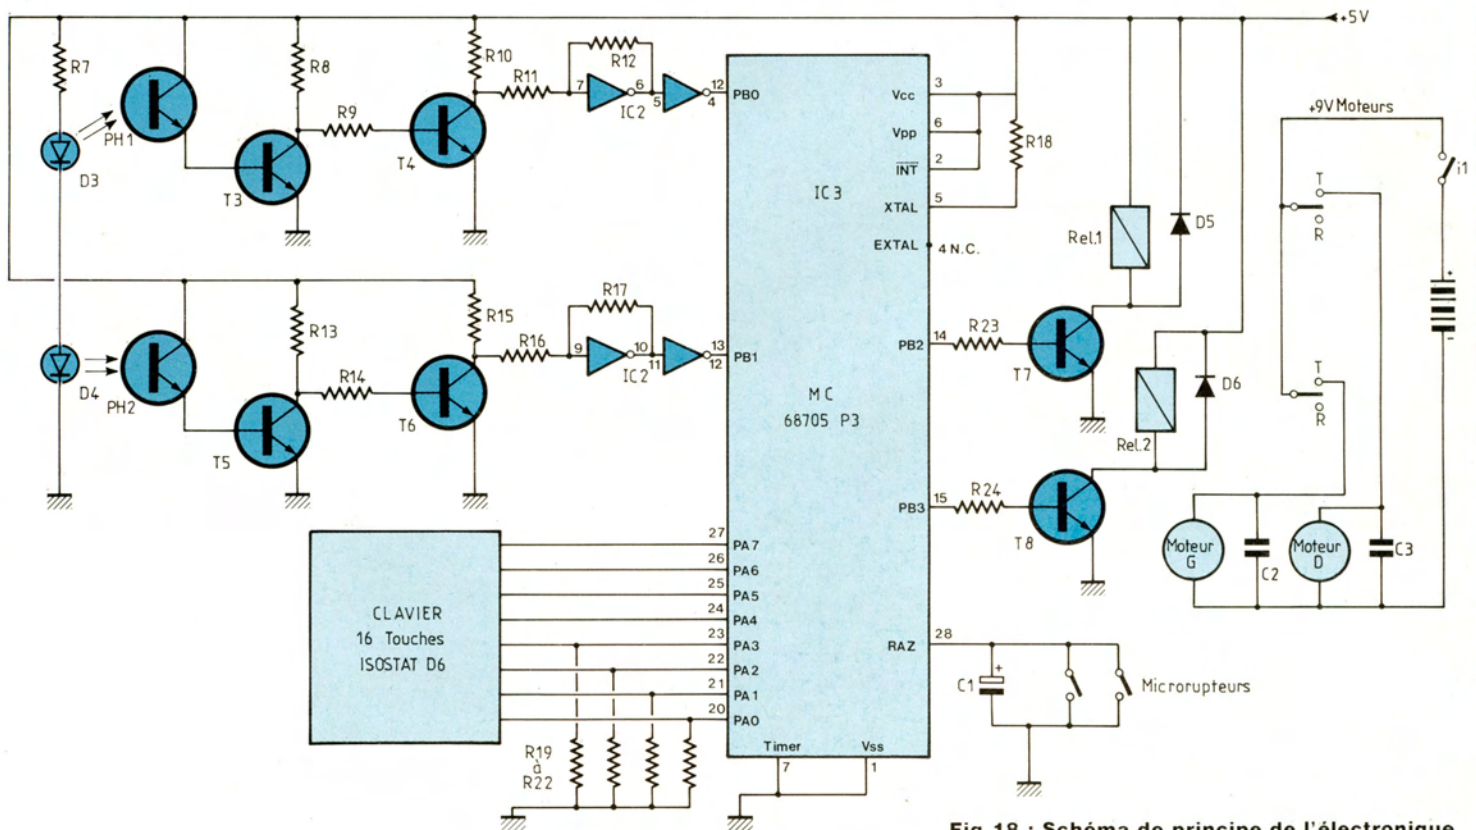 +5V
R7
R8
R10
R12
R11
7
6
IC2
5
4
12
PB0
PH1
D3
R9
T3
T4
Vcc
3
Vpp
6
INT
2
XTAL
5
EXTAL
4 N.C.
R18
IC3
+9V Moteurs
i1
T
R
Rel.1
D5
R13
R15
R17
R16
9
10
IC2
11
13
12
PB1
PH2
D4
R14
T5
T6
MC
68705 P3
PB2
14
R23
T7
Rel.2
D6
T
R
PB3
15
R24
T8
Moteur
G
C2
Moteur
D
C3
CLAVIER
16 Touches
ISOSTAT D6
27
PA7
26
PA6
25
PA5
24
PA4
23
PA3
22
PA2
21
PA1
20
PA0
R19
à
R22
RAZ
28
C1
+
Microrupteurs
Timer
7
Vss
1
+
-
Fig. 18 : Schéma de principe de l'électronique